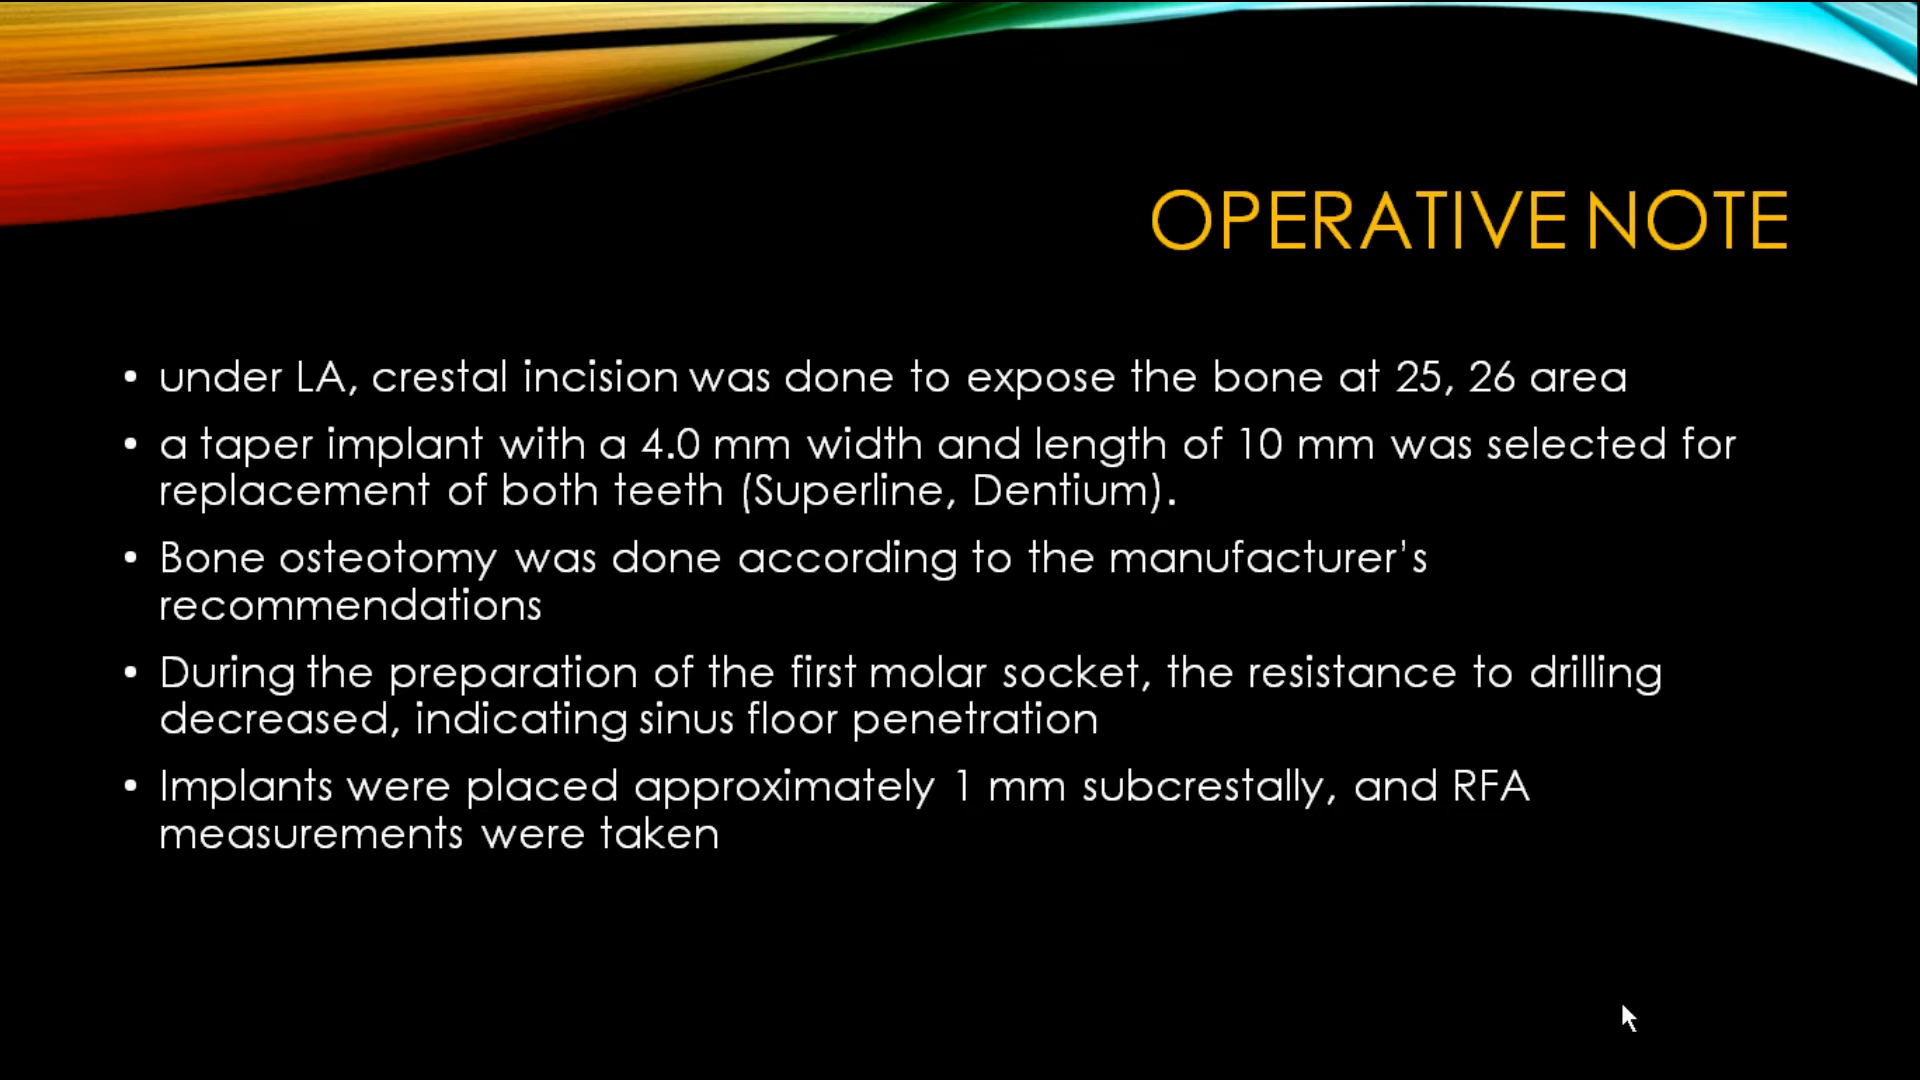 OPERATIVE NOTE
• under LA, crestal incision was done to expose the bone at 25, 26 area
• a taper implant with a 4.0 mm width and length of 10 mm was selected for
replacement of both teeth (Superline, Dentium).
• Bone osteotomy was done according to the manufacturer's
recommendations
• During the preparation of the first molar socket, the resistance to drilling
decreased, indicating sinus floor penetration
• Implants were placed approximately 1 mm subcrestally, and RFA
measurements were taken